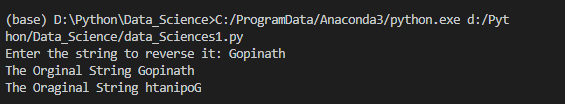 (base) D:\Python\Data_Science>C:/ProgramData/Anaconda3/python.exe d:/Pyt
hon/Data_Science/data_Sciences1.py
Enter the string to reverse it: Gopinath
The Orginal String Gopinath
The Oraginal String htanipoG